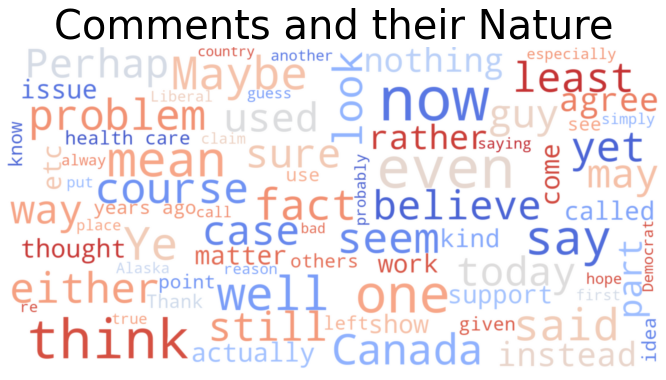 Comments and their Nature
country another especially
Perhap Maybe look nothing least
issue Liberal guess agree
problem used now guy see simply
know health care claim rather saying yet
etc alway mean sure even come may
put course use probably believe called
way years ago call fact
place Ye case bad seem kind say part Democrat
thought matter others work today
Alaska reason hope
either point well one support first idea
re Thank
think true still left show given said
actually Canada instead